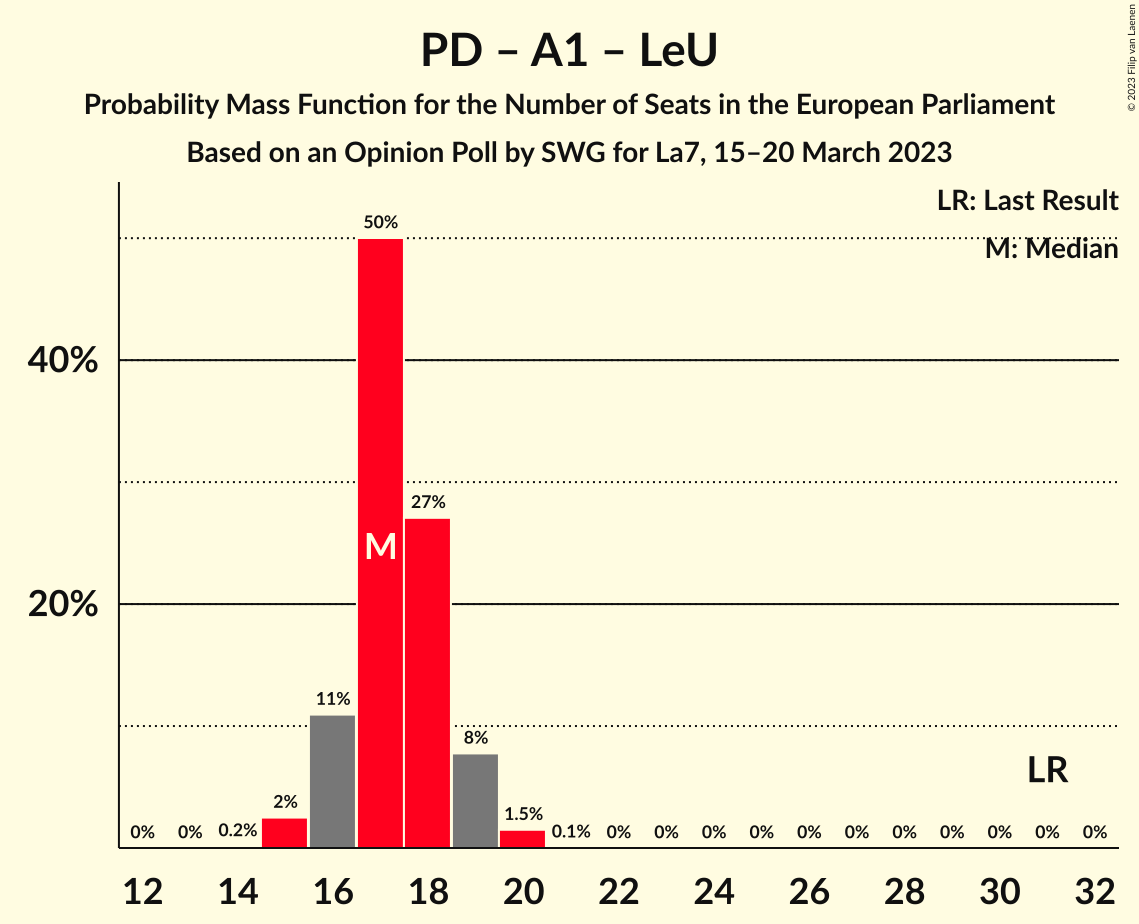 PD – A1 – LeU
Probability Mass Function for the Number of Seats in the European Parliament
Based on an Opinion Poll by SWG for La7, 15–20 March 2023
© 2023 Filip van Laenen
LR: Last Result
M: Median
50%
40%
27%
M
20%
11%
8%
LR
2%
1.5%
0% 0% 0.2% 0.1% 0% 0% 0% 0% 0% 0% 0% 0% 0% 0% 0%
12 14 16 18 20 22 24 26 28 30 32